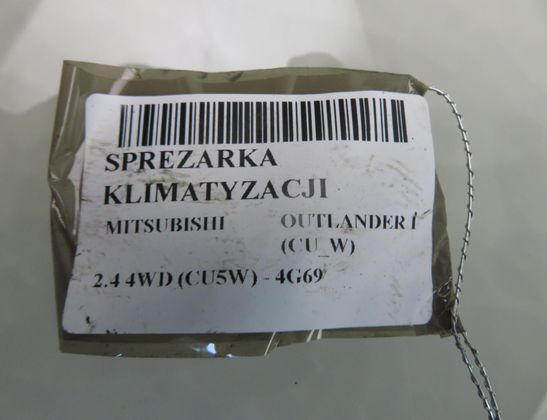 SPREZARKA
KLIMATYZACJI
MITSUBISHI OUTLANDER I
(CU_W)
2.4 4WD (CU5W) - 4G69